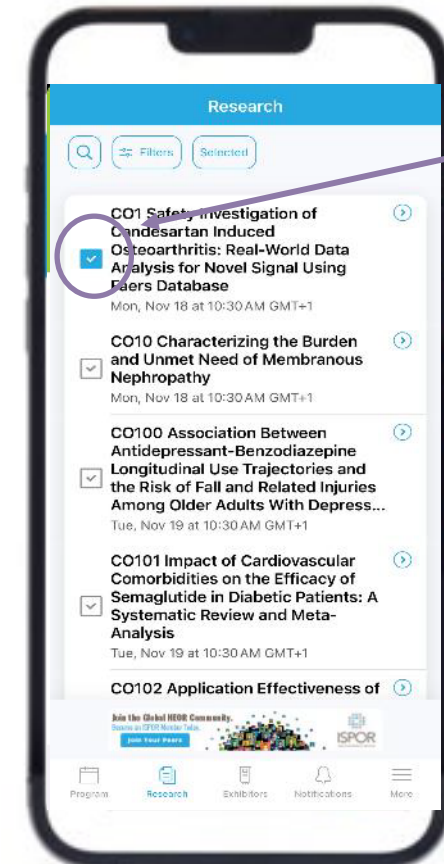 Research
Filters
Selected
CO1 Safety Investigation of
Candesartan Induced
Osteoarthritis: Real-World Data
Analysis for Novel Signal Using
Faers Database
Mon, Nov 18 at 10:30 AM GMT+1
CO10 Characterizing the Burden
and Unmet Need of Membranous
Nephropathy
Mon, Nov 18 at 10:30 AM GMT+1
CO100 Association Between
Antidepressant-Benzodiazepine
Longitudinal Use Trajectories and
the Risk of Fall and Related Injuries
Among Older Adults With Depress...
Tue, Nov 19 at 10:30 AM GMT+1
CO101 Impact of Cardiovascular
Comorbidities on the Efficacy of
Semaglutide in Diabetic Patients: A
Systematic Review and Meta-
Analysis
Tue, Nov 19 at 10:30 AM GMT+1
CO102 Application Effectiveness of
Join the Global HEOR Community.
Become an ISPOR Member Today.
Join Your Peers
ISPOR
Program
Research
Exhibitors
Notifications
More